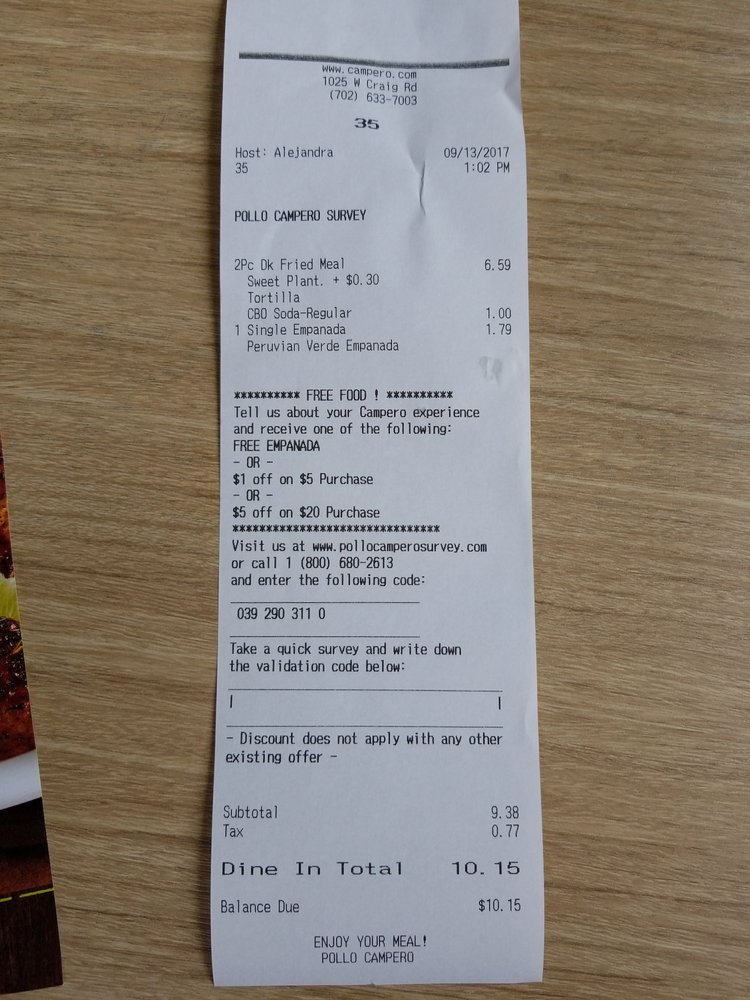 www.campero.com
1025 W Craig Rd
(702) 633-7003
35
Host: Alejandra 09/13/2017
35 1:02 PM
POLLO CAMPERO SURVEY
2Pc Dk Fried Meal 6.59
Sweet Plant. + $0.30
Tortilla
CBO Soda-Regular 1.00
1 Single Empanada 1.79
Peruvian Verde Empanada
********** FREE FOOD ! **********
Tell us about your Campero experience
and receive one of the following:
FREE EMPANADA
- OR -
$1 off on $5 Purchase
- OR -
$5 off on $20 Purchase
*******************************
Visit us at www.pollocamperosurvey.com
or call 1 (800) 680-2613
and enter the following code:
039 290 311 0
Take a quick survey and write down
the validation code below:
- Discount does not apply with any other
existing offer -
Subtotal 9.38
Tax 0.77
Dine In Total 10.15
Balance Due $10.15
ENJOY YOUR MEAL!
POLLO CAMPERO